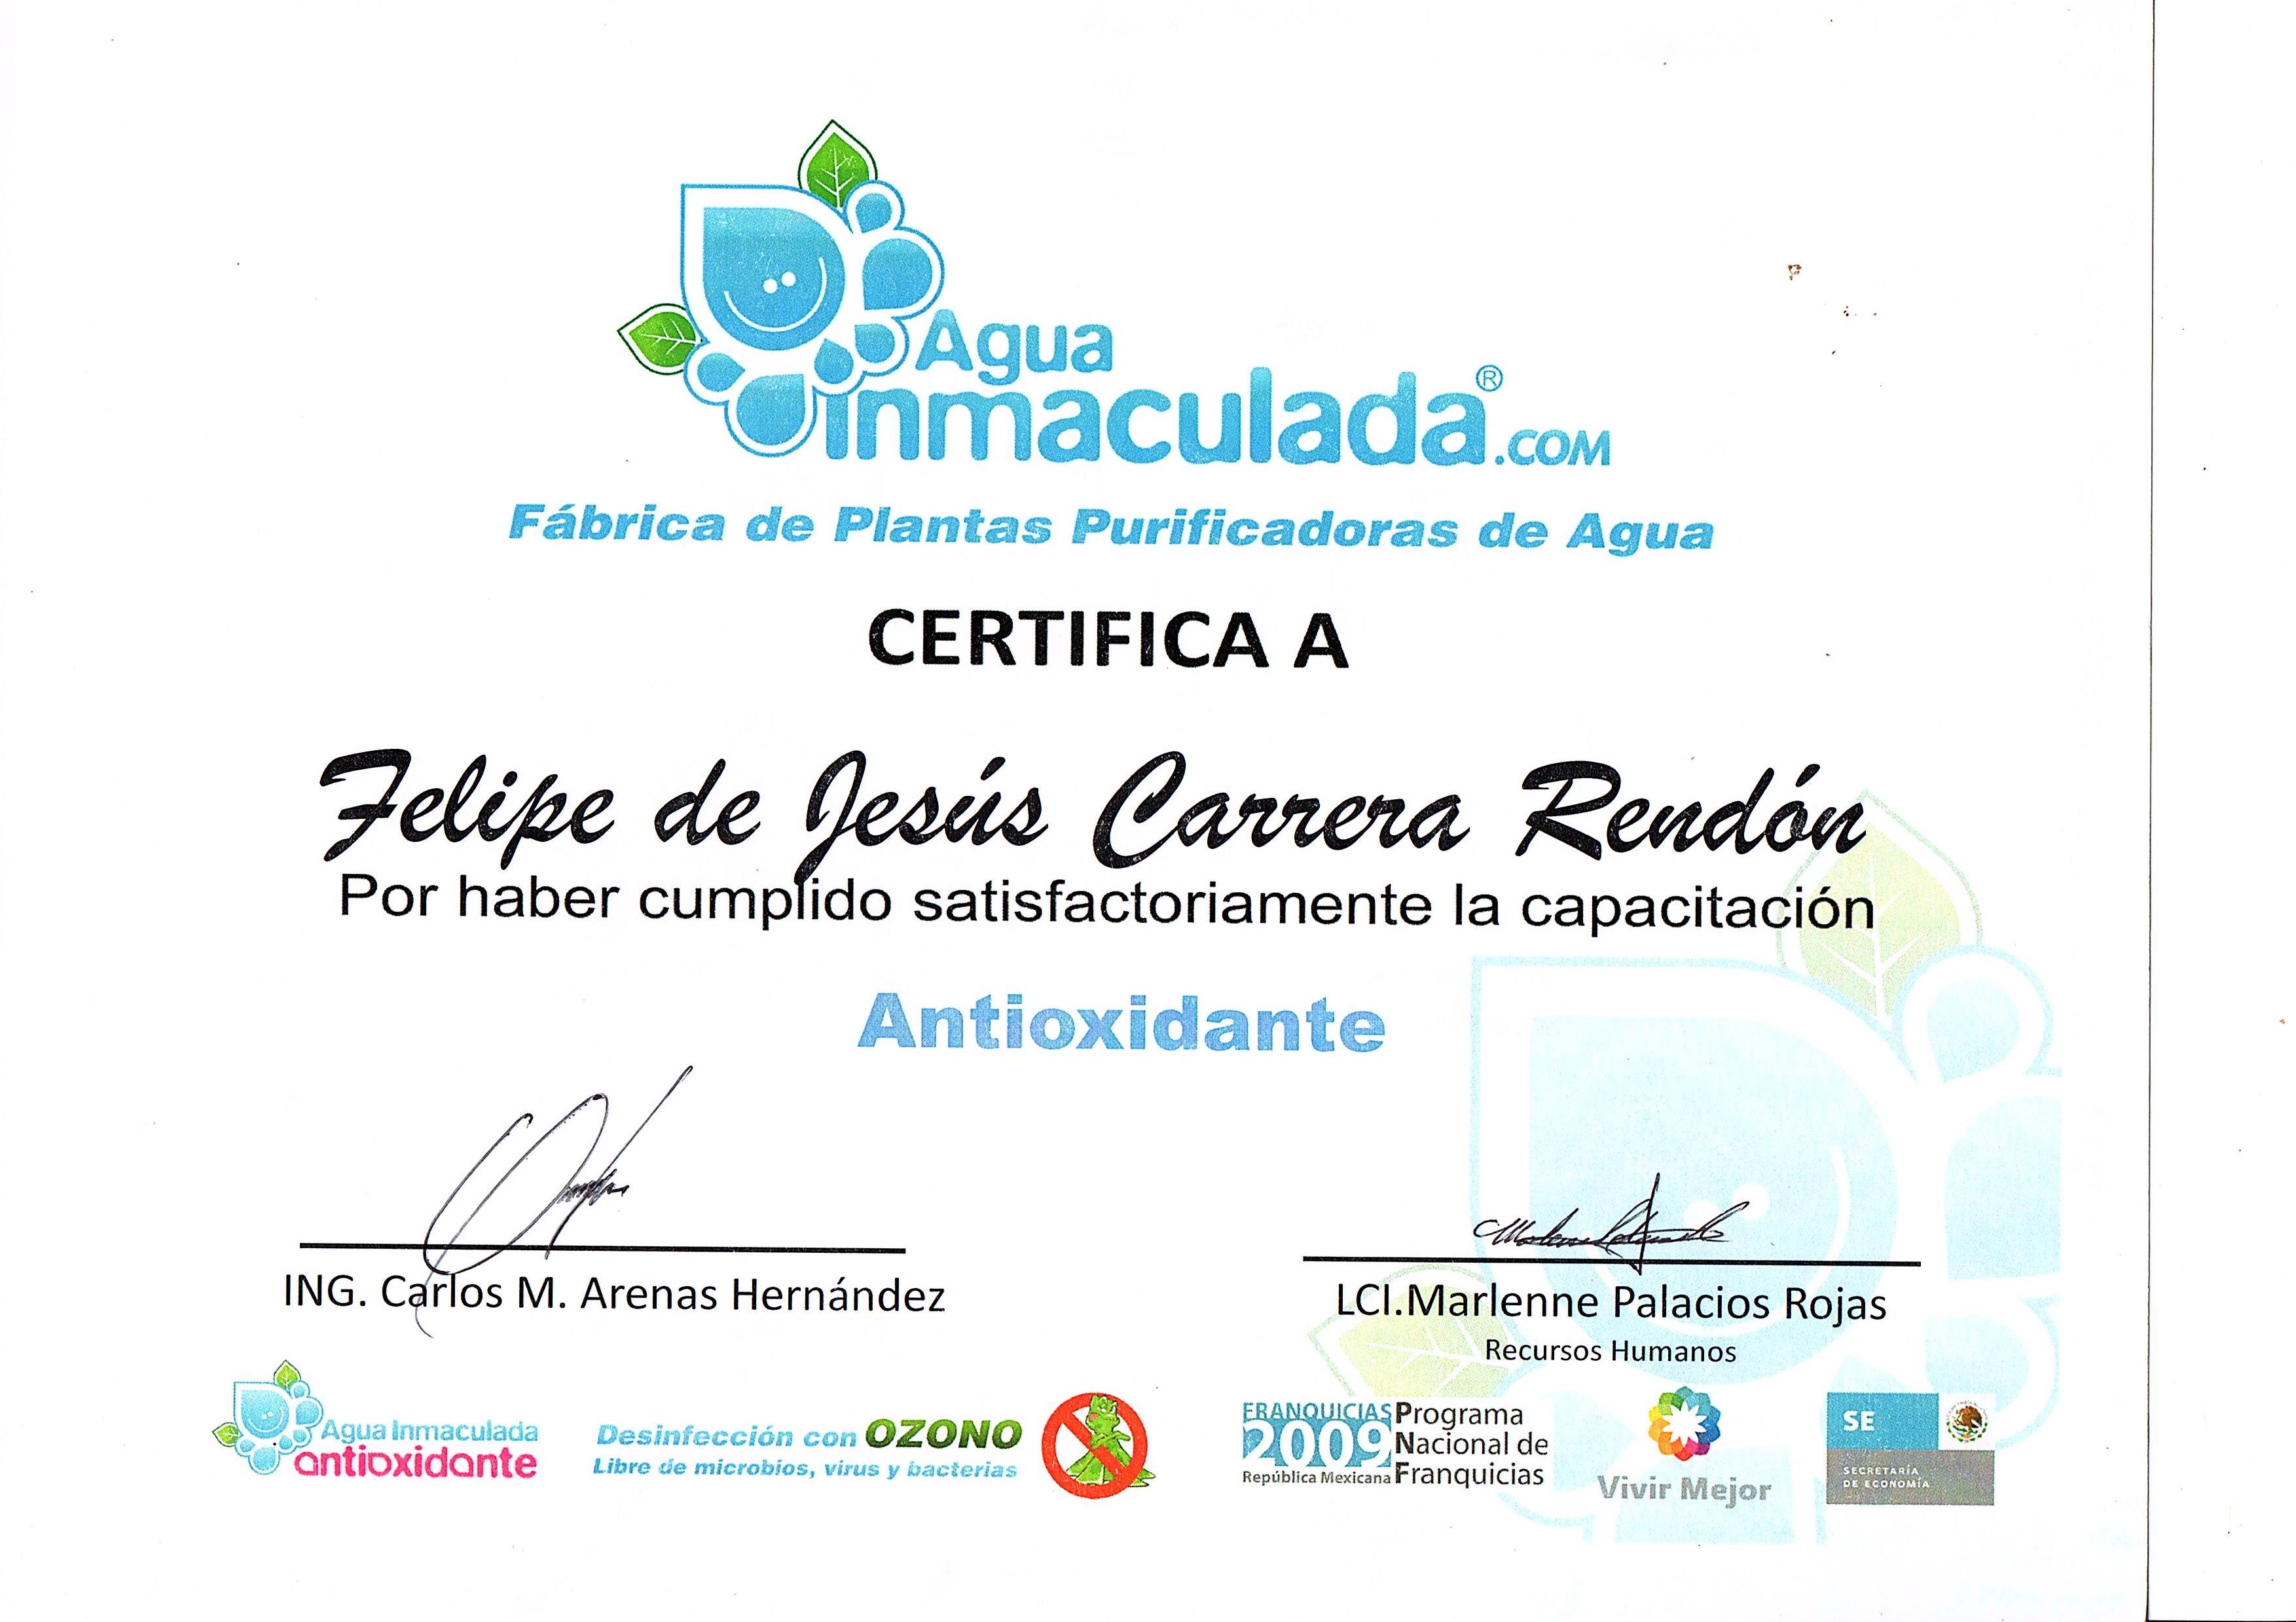 Agua
inmaculada®.COM
Fábrica de Plantas Purificadoras de Agua
CERTIFICA A
Felipe de Jesús Carrera Rendón
Por haber cumplido satisfactoriamente la capacitación
Antioxidante
ING. Carlos M. Arenas Hernández
LCI.Marlenne Palacios Rojas
Recursos Humanos
Agua Inmaculada
antioxidante
Desinfección con OZONO
Libre de microbios, virus y bacterias
FRANQUICIAS
2009
República Mexicana
Programa
Nacional de
Franquicias
Vivir Mejor
SE
SECRETARÍA
DE ECONOMÍA